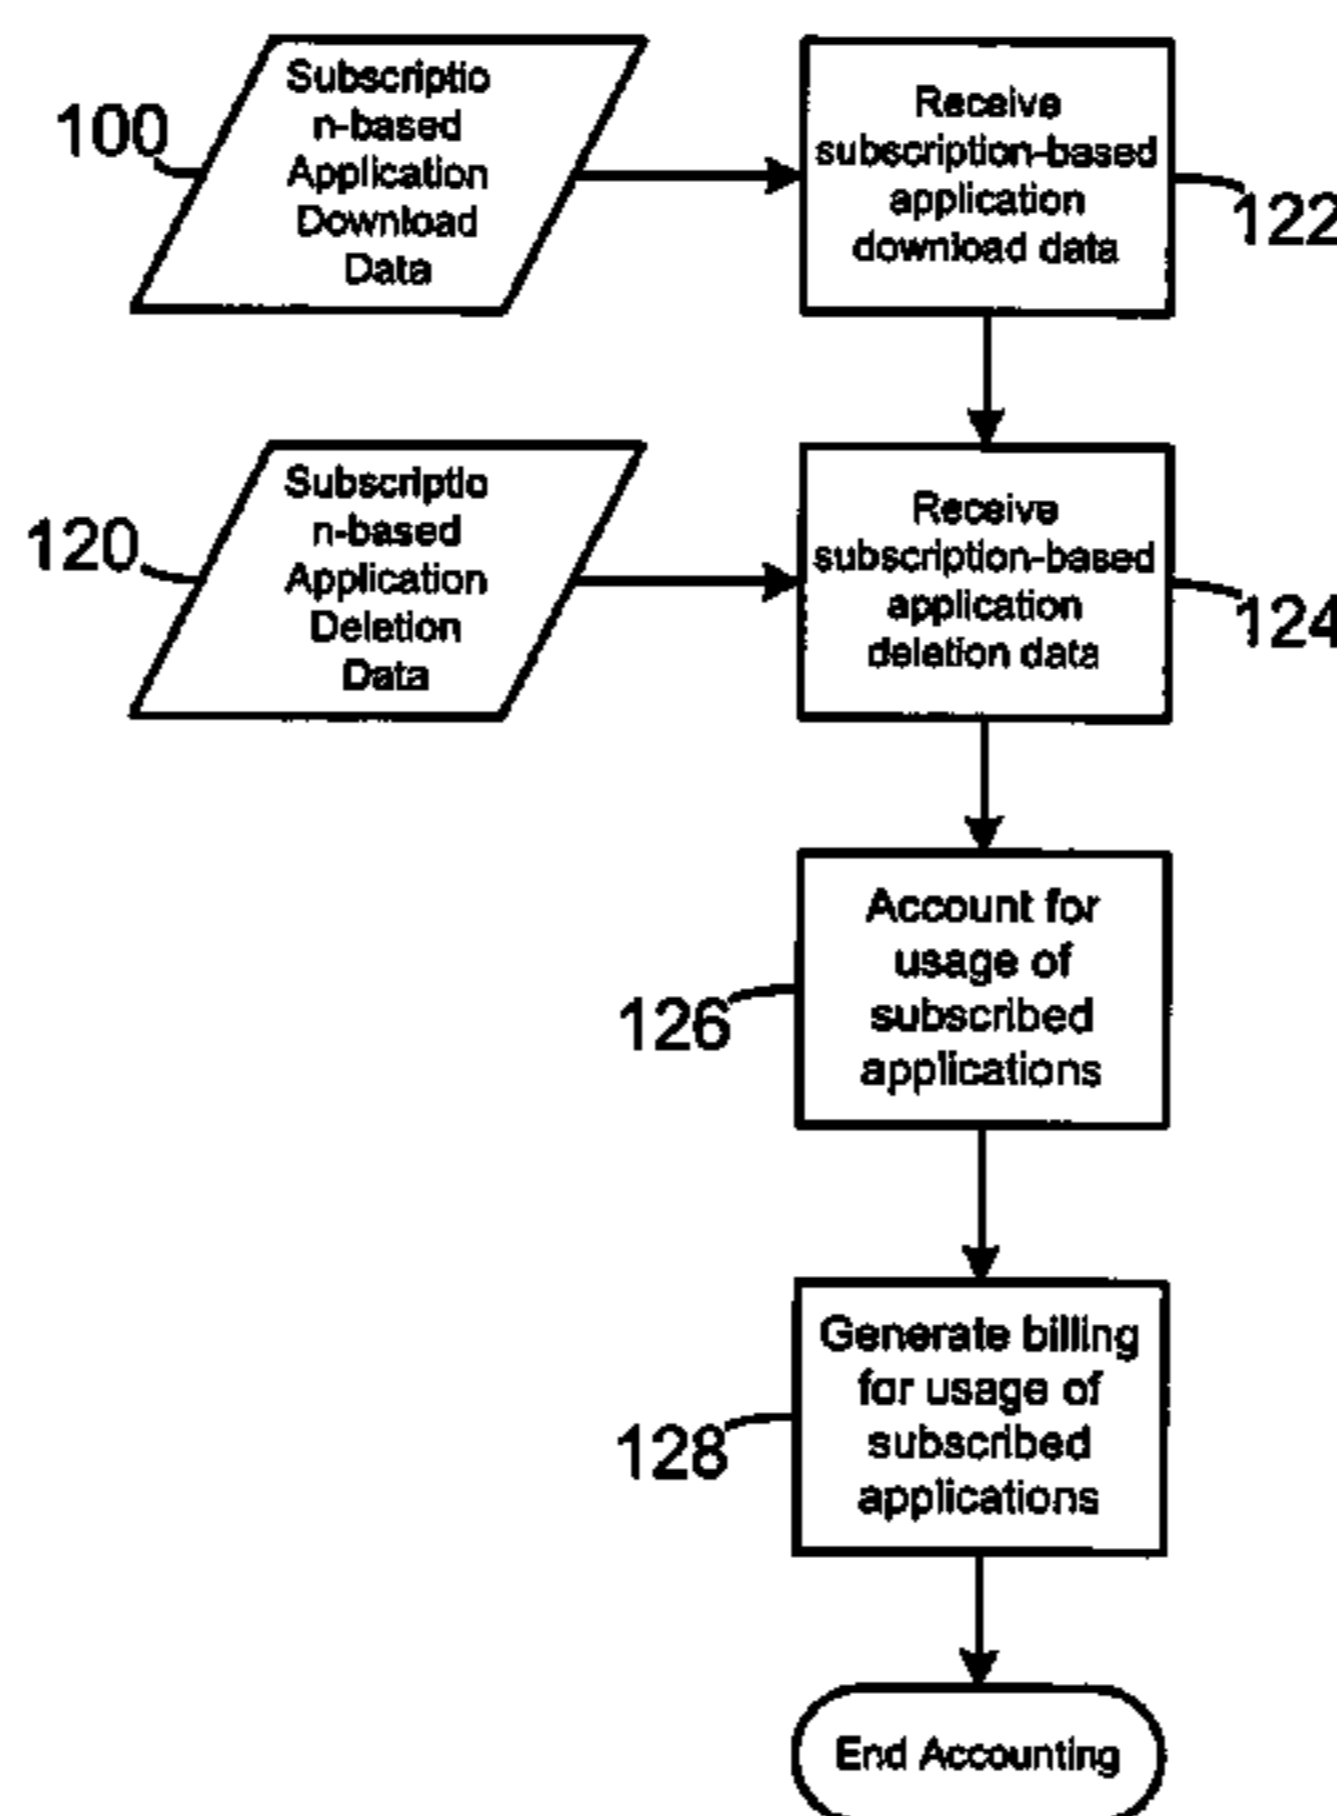 Subscriptio
n-based
Application
Download
Data
100
Receive
subscription-based
application
download data
122
Subscriptio
n-based
Application
Deletion
Data
120
Receive
subscription-based
application
deletion data
124
Account for
usage of
subscribed
applications
126
Generate billing
for usage of
subscribed
applications
128
End Accounting